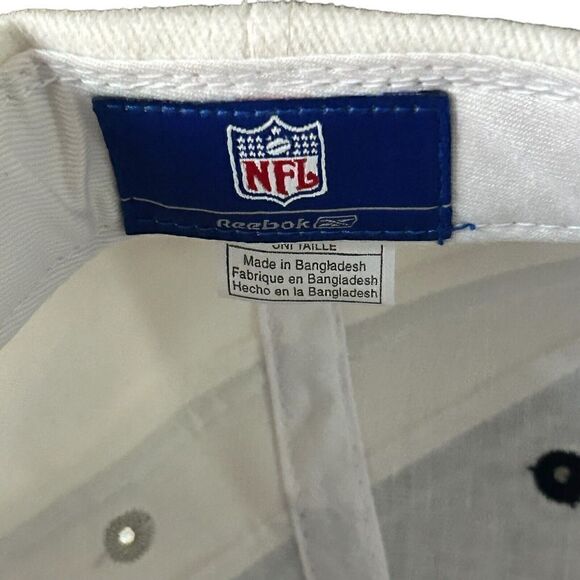 NFL
Reebok
UNI TAILLE
Made in Bangladesh
Fabrique en Bangladesh
Hecho en la Bangladesh